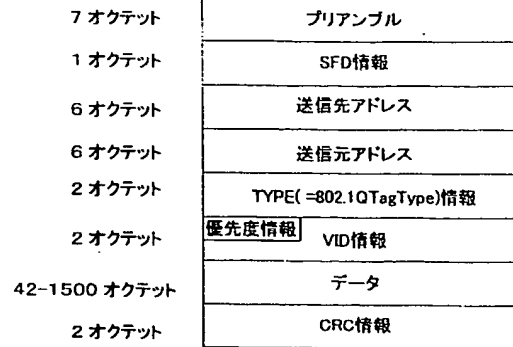 7 オクテット プリアンブル
1 オクテット SFD情報
6 オクテット 送信先アドレス
6 オクテット 送信元アドレス
2 オクテット TYPE( =802.1QTagType)情報
2 オクテット 優先度情報 VID情報
42-1500 オクテット データ
2 オクテット CRC情報